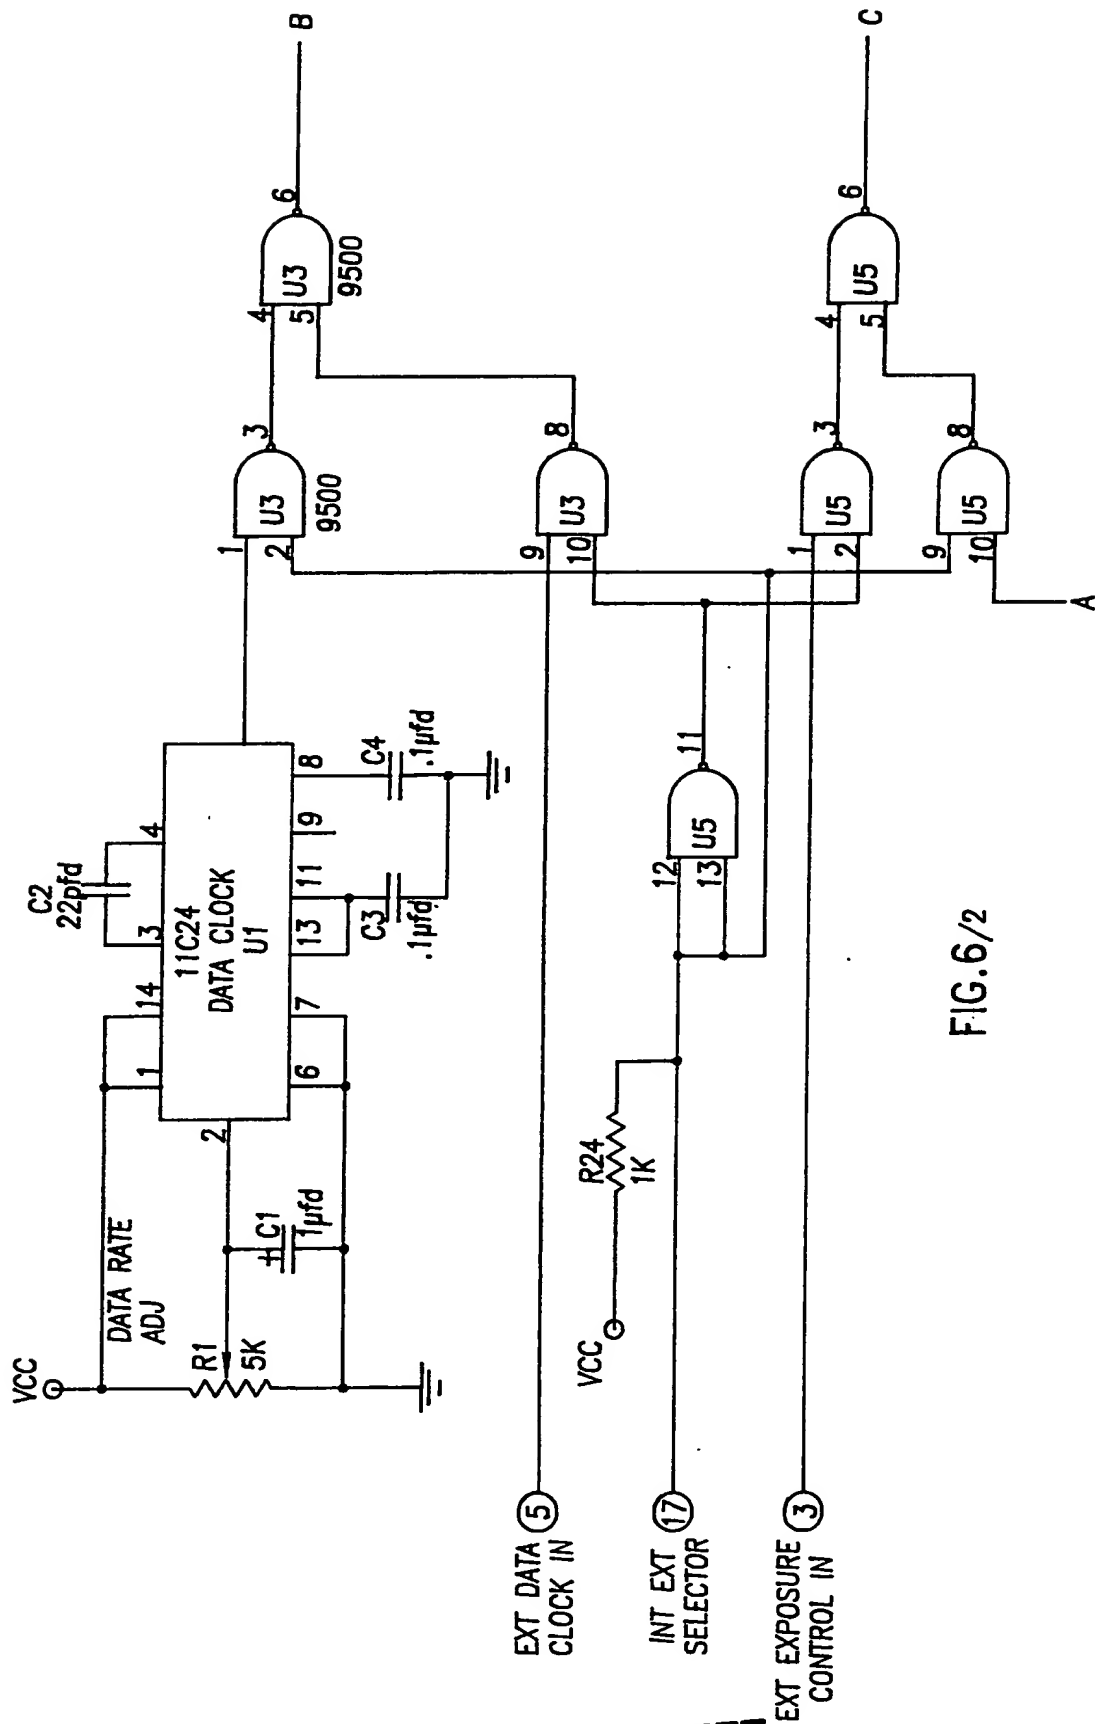 VCC
DATA RATE
ADJ
R1
5K
C1
1µfd
2
1
14
3
4
C2
22pfd
11C24
DATA CLOCK
U1
6
7
13
11
9
8
C3
.1µfd
C4
.1µfd
1
2
U3
3
9500
4
5
U3
6
9500
B
EXT DATA
CLOCK IN
5
9
10
U3
8
VCC
R24
1K
INT EXT
SELECTOR
17
12
13
U5
11
EXT EXPOSURE
CONTROL IN
3
1
2
U5
3
4
5
U5
6
C
9
10
U5
8
A
FIG.6/2